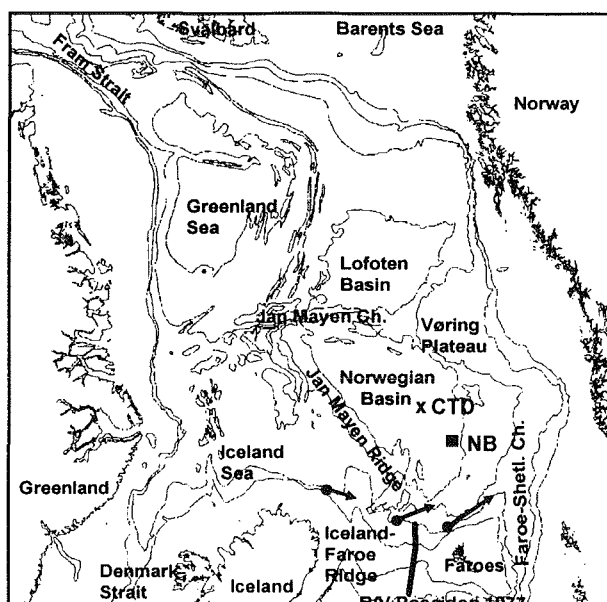 Svalbard
Barents Sea
Fram Strait
Norway
Greenland
Sea
Lofoten
Basin
Jan Mayen Ch.
Vøring
Plateau
Norwegian
Basin
x CTD
Jan Mayen Ridge
NB
Iceland
Sea
Greenland
Faroe-Shetl. Ch.
Iceland-
Faroe
Ridge
Faroes
Denmark
Strait
Iceland